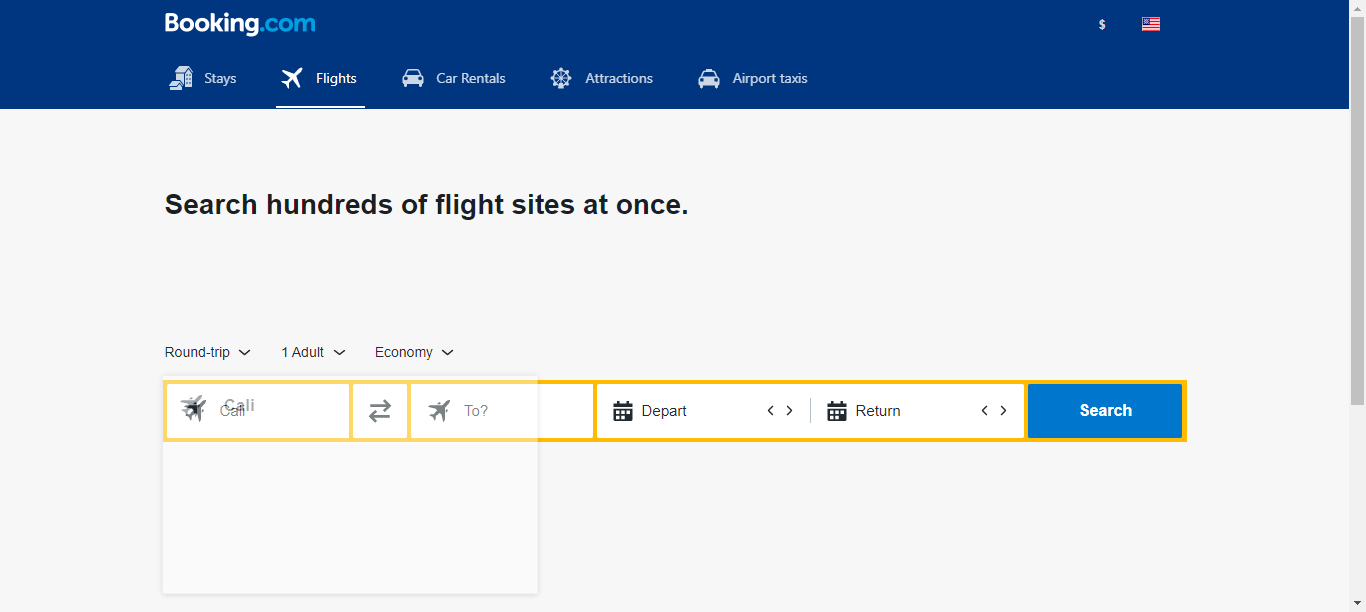 Booking.com
$
Stays
Flights
Car Rentals
Attractions
Airport taxis
Search hundreds of flight sites at once.
Round-trip
1 Adult
Economy
Cali
Cali
To?
Depart
Return
Search